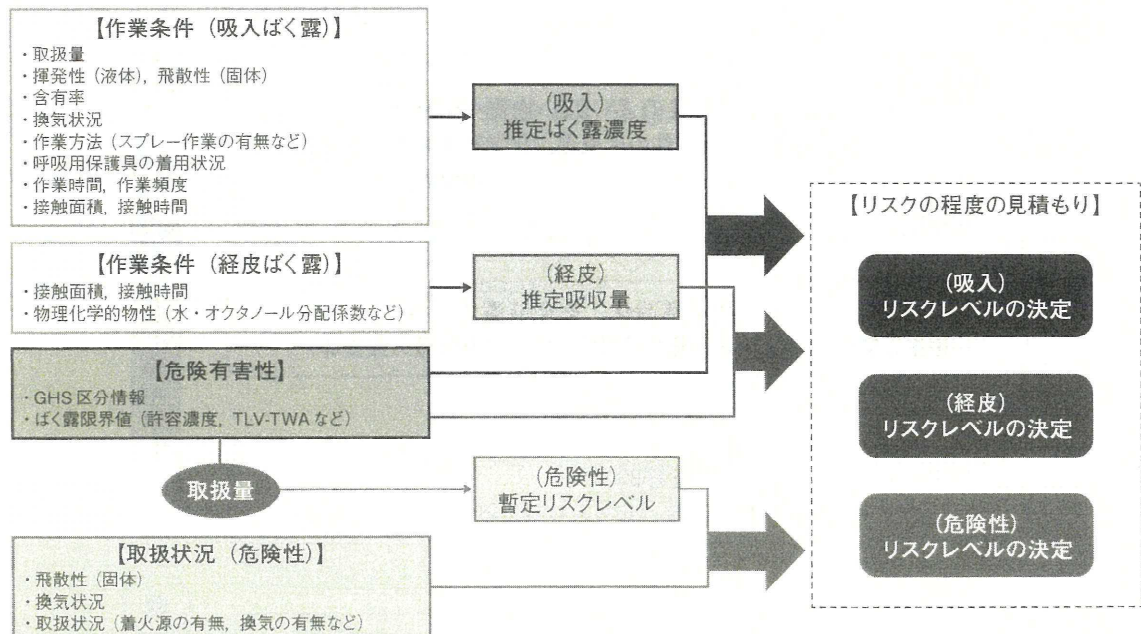 【作業条件（吸入ばく露）】
・取扱量
・揮発性（液体），飛散性（固体）
・含有率
・換気状況
・作業方法（スプレー作業の有無など）
・呼吸用保護具の着用状況
・作業時間，作業頻度
・接触面積，接触時間
（吸入）
推定ばく露濃度
【作業条件（経皮ばく露）】
・接触面積，接触時間
・物理化学的物性（水・オクタノール分配係数など）
（経皮）
推定吸収量
【危険有害性】
・GHS 区分情報
・ばく露限界値（許容濃度，TLV-TWA など）
取扱量
（危険性）
暫定リスクレベル
【取扱状況（危険性）】
・飛散性（固体）
・換気状況
・取扱状況（着火源の有無，換気の有無など）
【リスクの程度の見積もり】
（吸入）
リスクレベルの決定
（経皮）
リスクレベルの決定
（危険性）
リスクレベルの決定